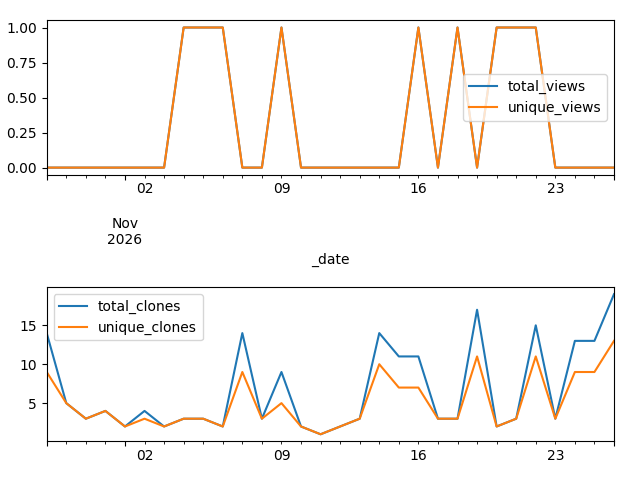 1.00
0.75
0.50
0.25
0.00
total_views
unique_views
02 09 16 23
Nov
2026
_date
total_clones
unique_clones
15
10
5
02 09 16 23